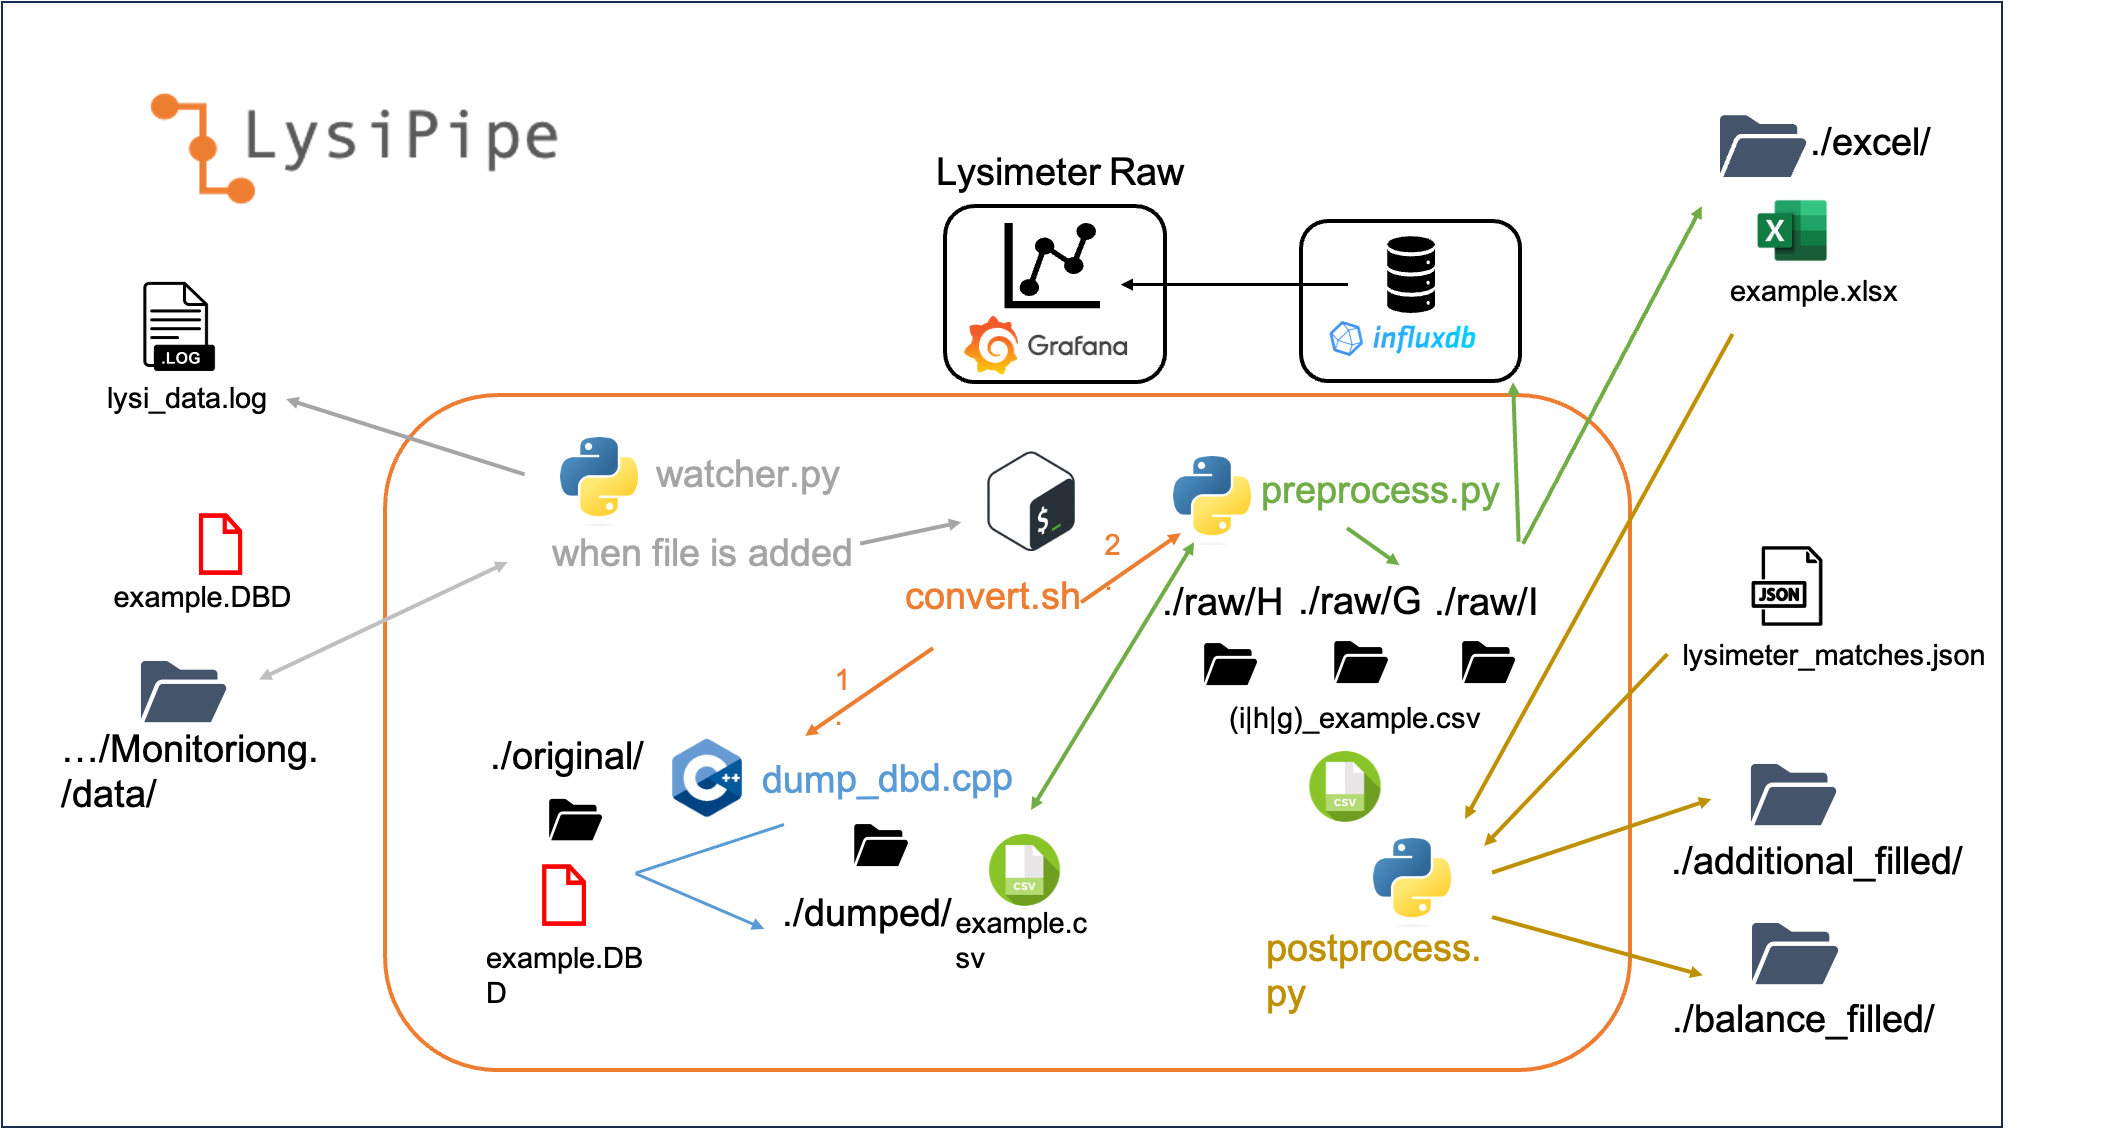 LysiPipe
Lysimeter Raw
./excel/
X
example.xlsx
Grafana
influxdb
.LOG
lysi_data.log
watcher.py
when file is added
$_
convert.sh
2
.
preprocess.py
example.DBD
./raw/H
./raw/G
./raw/I
(i|h|g)_example.csv
CSV
JSON
lysimeter_matches.json
…/Monitoriong.
/data/
1
.
./original/
C++
dump_dbd.cpp
example.DB
D
./dumped/
CSV
example.c
sv
postprocess.
py
./additional_filled/
./balance_filled/